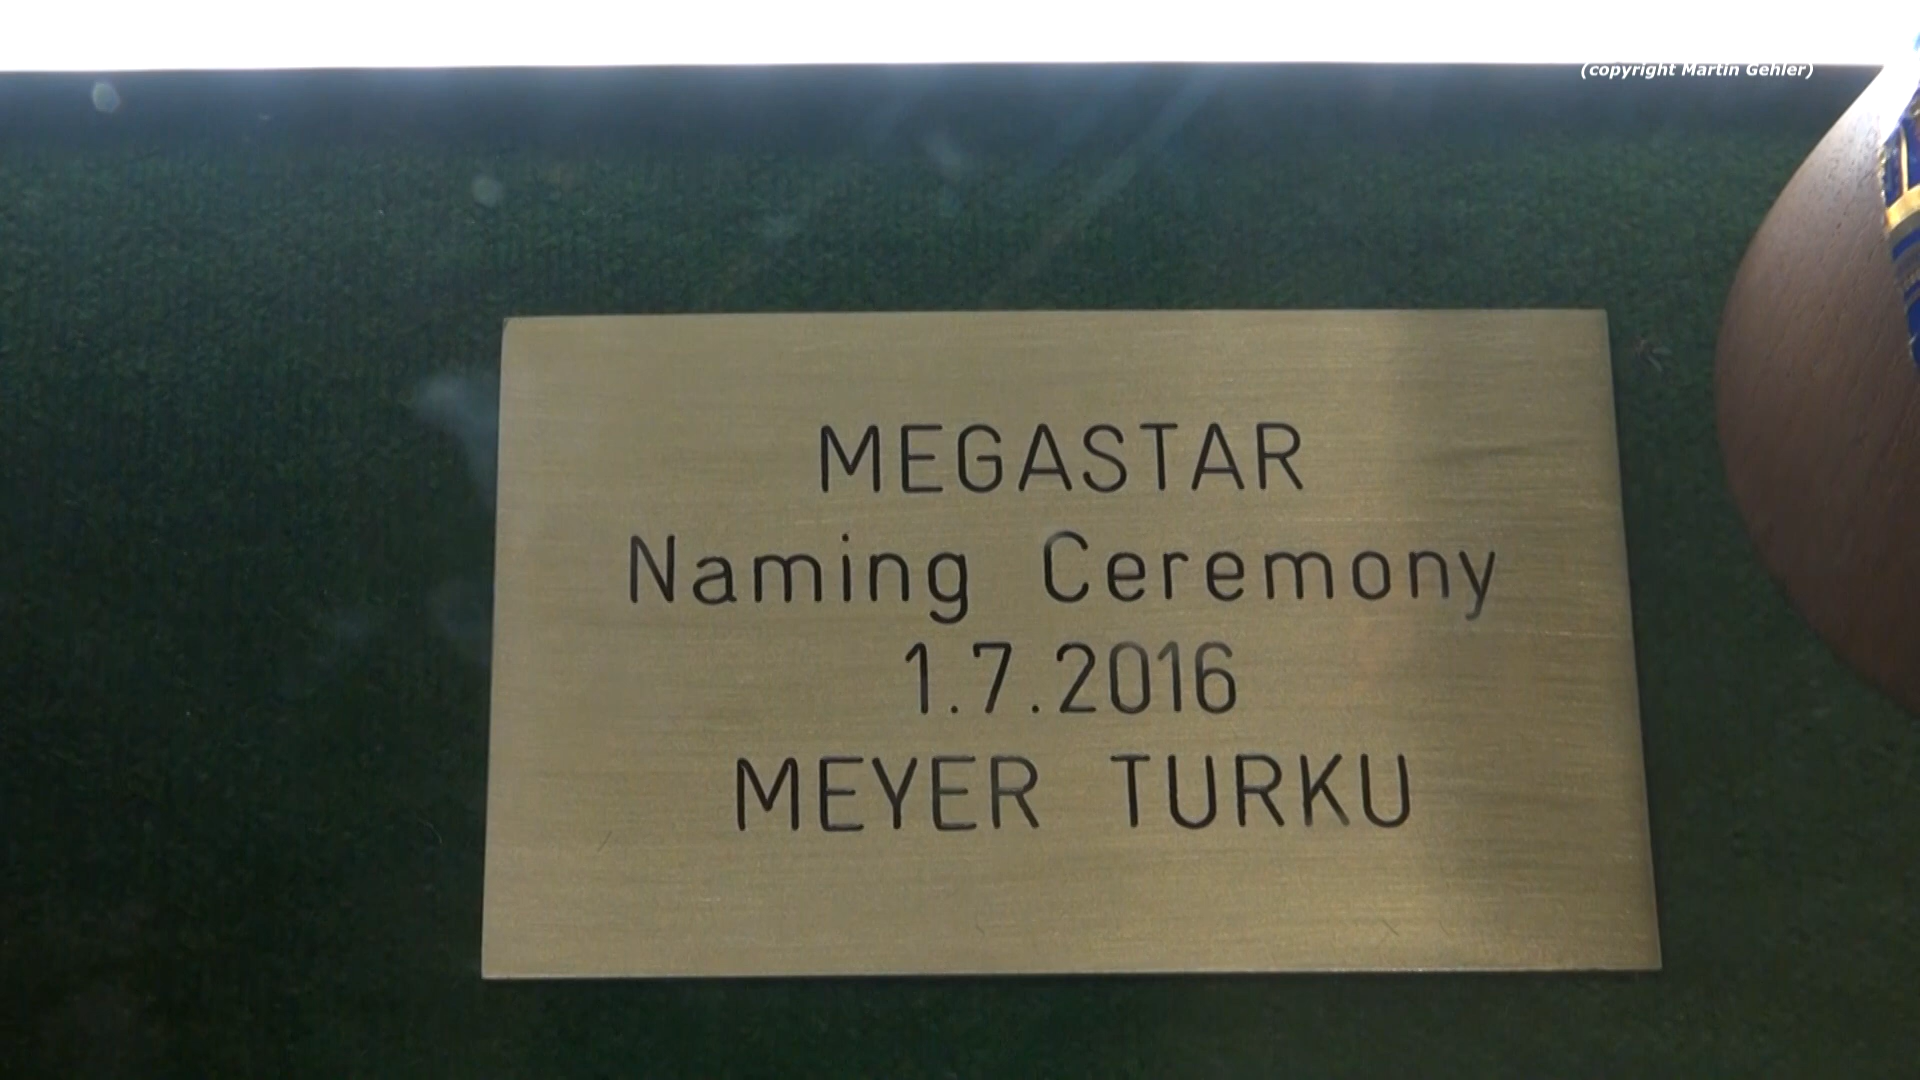 (copyright Martin Gehler)
MEGASTAR
Naming Ceremony
1.7.2016
MEYER TURKU